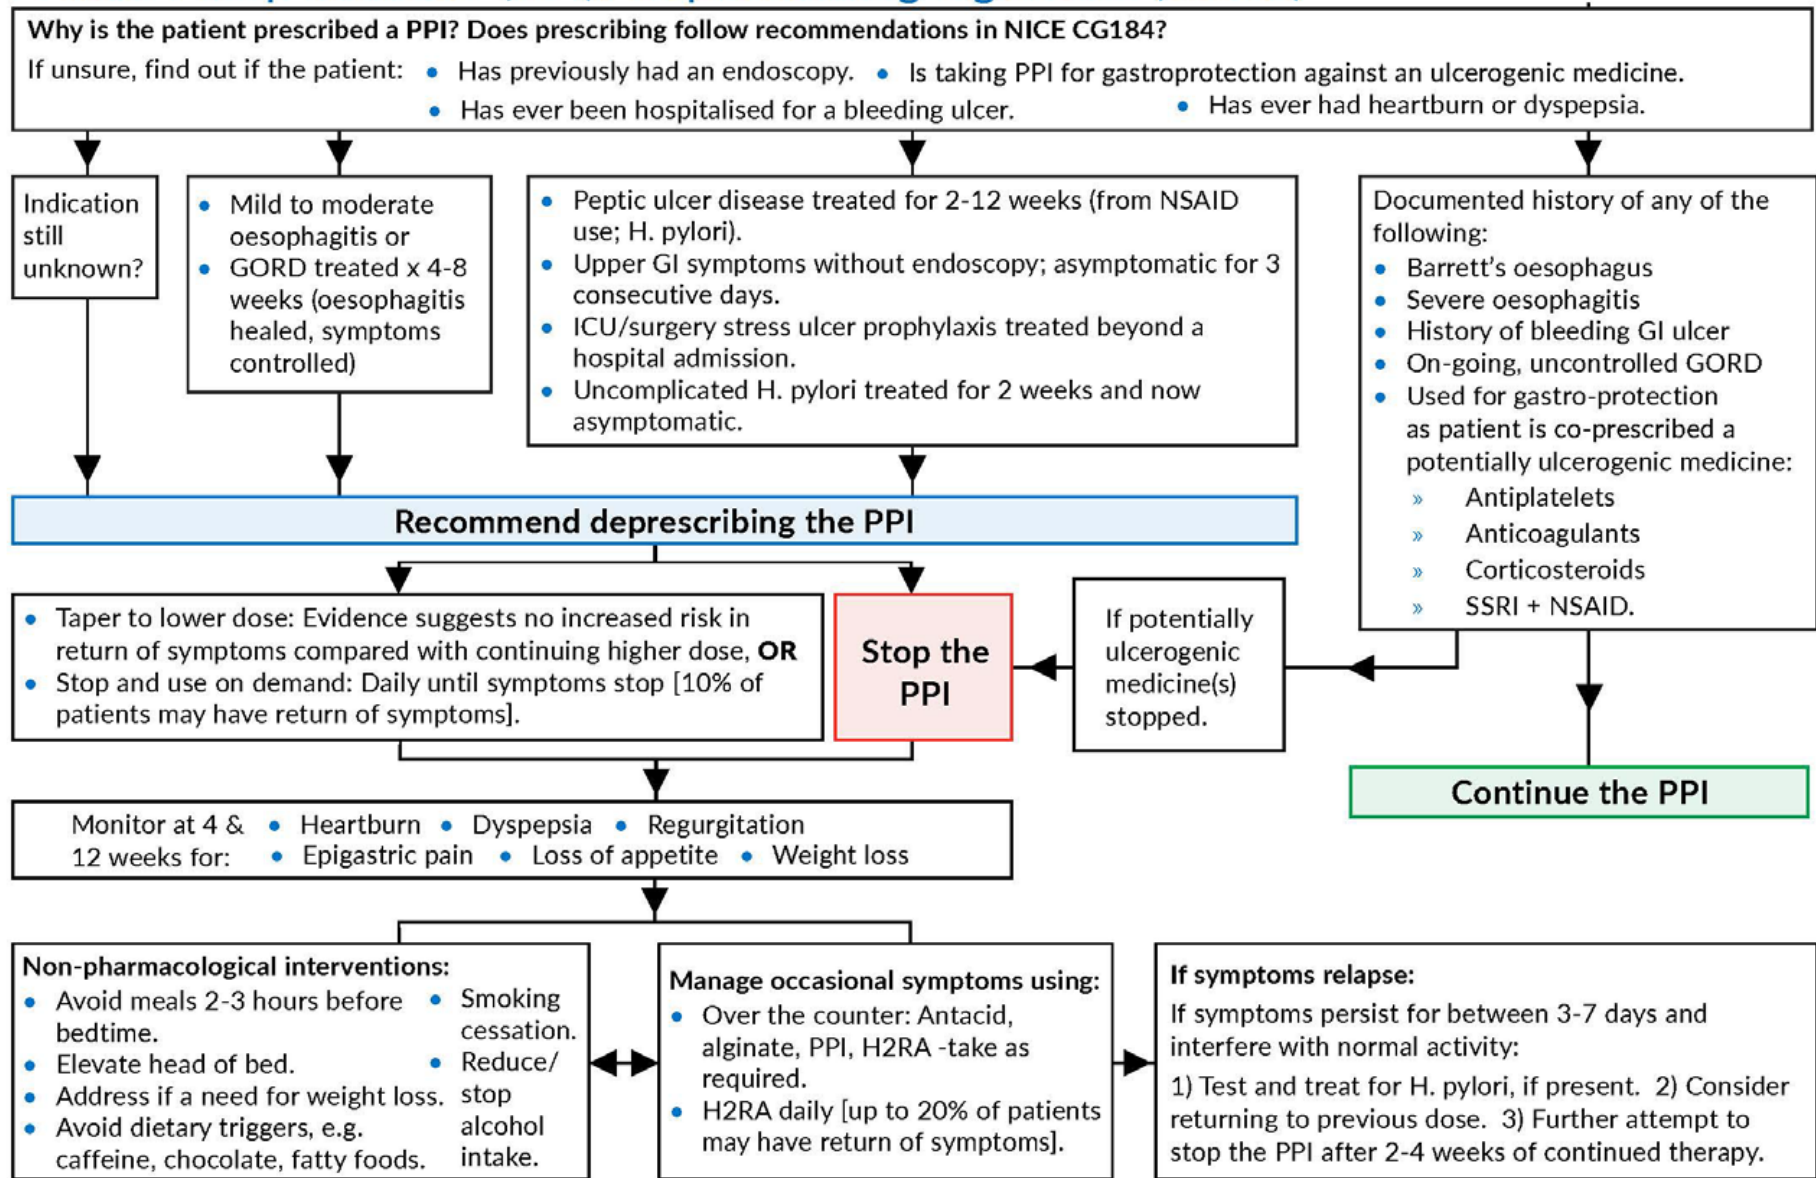 Why is the patient prescribed a PPI? Does prescribing follow recommendations in NICE CG184?
If unsure, find out if the patient: • Has previously had an endoscopy. • Is taking PPI for gastroprotection against an ulcerogenic medicine.
• Has ever been hospitalised for a bleeding ulcer. • Has ever had heartburn or dyspepsia.
Indication
still
unknown?
• Mild to moderate
oesophagitis or
• GORD treated x 4-8
weeks (oesophagitis
healed, symptoms
controlled)
• Peptic ulcer disease treated for 2-12 weeks (from NSAID
use; H. pylori).
• Upper GI symptoms without endoscopy; asymptomatic for 3
consecutive days.
• ICU/surgery stress ulcer prophylaxis treated beyond a
hospital admission.
• Uncomplicated H. pylori treated for 2 weeks and now
asymptomatic.
Documented history of any of the
following:
• Barrett's oesophagus
• Severe oesophagitis
• History of bleeding GI ulcer
• On-going, uncontrolled GORD
• Used for gastro-protection
as patient is co-prescribed a
potentially ulcerogenic medicine:
» Antiplatelets
» Anticoagulants
» Corticosteroids
» SSRI + NSAID.
Recommend deprescribing the PPI
• Taper to lower dose: Evidence suggests no increased risk in
return of symptoms compared with continuing higher dose, OR
• Stop and use on demand: Daily until symptoms stop [10% of
patients may have return of symptoms].
Stop the
PPI
If potentially
ulcerogenic
medicine(s)
stopped.
Continue the PPI
Monitor at 4 & • Heartburn • Dyspepsia • Regurgitation
12 weeks for: • Epigastric pain • Loss of appetite • Weight loss
Non-pharmacological interventions:
• Avoid meals 2-3 hours before
bedtime.
• Elevate head of bed.
• Address if a need for weight loss.
• Avoid dietary triggers, e.g.
caffeine, chocolate, fatty foods.
• Smoking
cessation.
• Reduce/
stop
alcohol
intake.
Manage occasional symptoms using:
• Over the counter: Antacid,
alginate, PPI, H2RA -take as
required.
• H2RA daily [up to 20% of patients
may have return of symptoms].
If symptoms relapse:
If symptoms persist for between 3-7 days and
interfere with normal activity:
1) Test and treat for H. pylori, if present. 2) Consider
returning to previous dose. 3) Further attempt to
stop the PPI after 2-4 weeks of continued therapy.